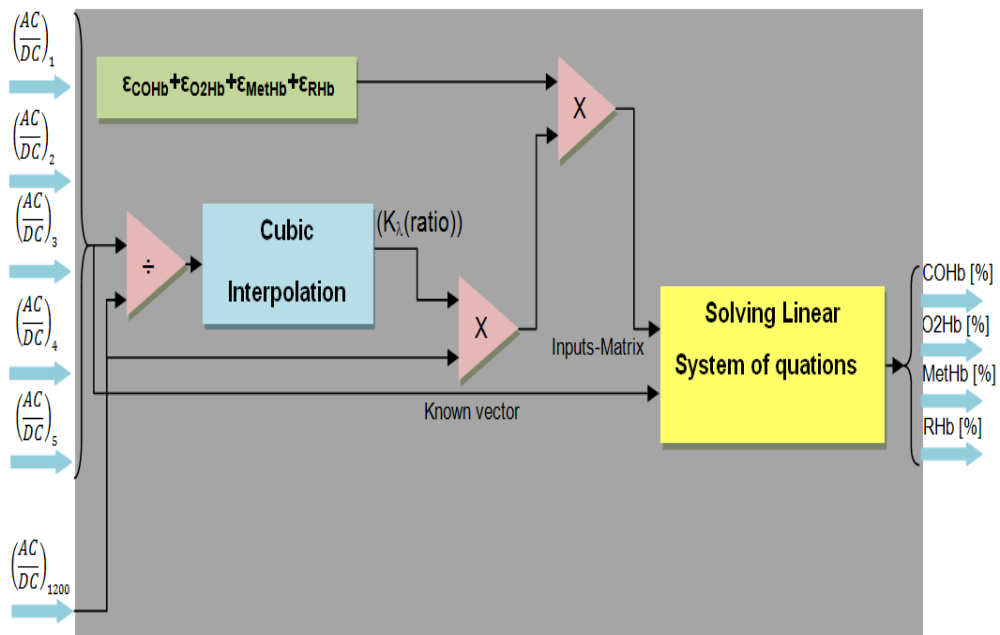 (AC/DC)1
(AC/DC)2
(AC/DC)3
(AC/DC)4
(AC/DC)5
(AC/DC)1200
εCOHb+εO2Hb+εMetHb+εRHb
X
÷
Cubic
Interpolation
(Kλ(ratio))
X
Inputs-Matrix
Known vector
Solving Linear
System of quations
COHb [%]
O2Hb [%]
MetHb [%]
RHb [%]